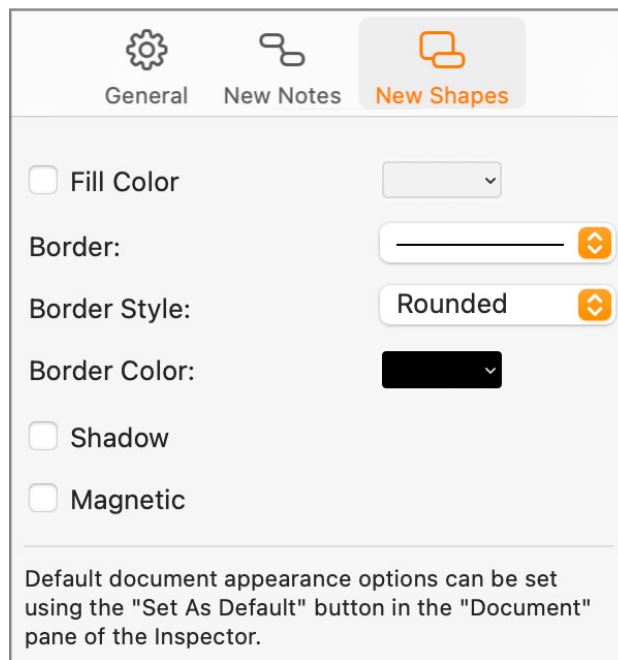 General New Notes New Shapes
Fill Color
Border:
Border Style: Rounded
Border Color:
Shadow
Magnetic
Default document appearance options can be set
using the "Set As Default" button in the "Document"
pane of the Inspector.